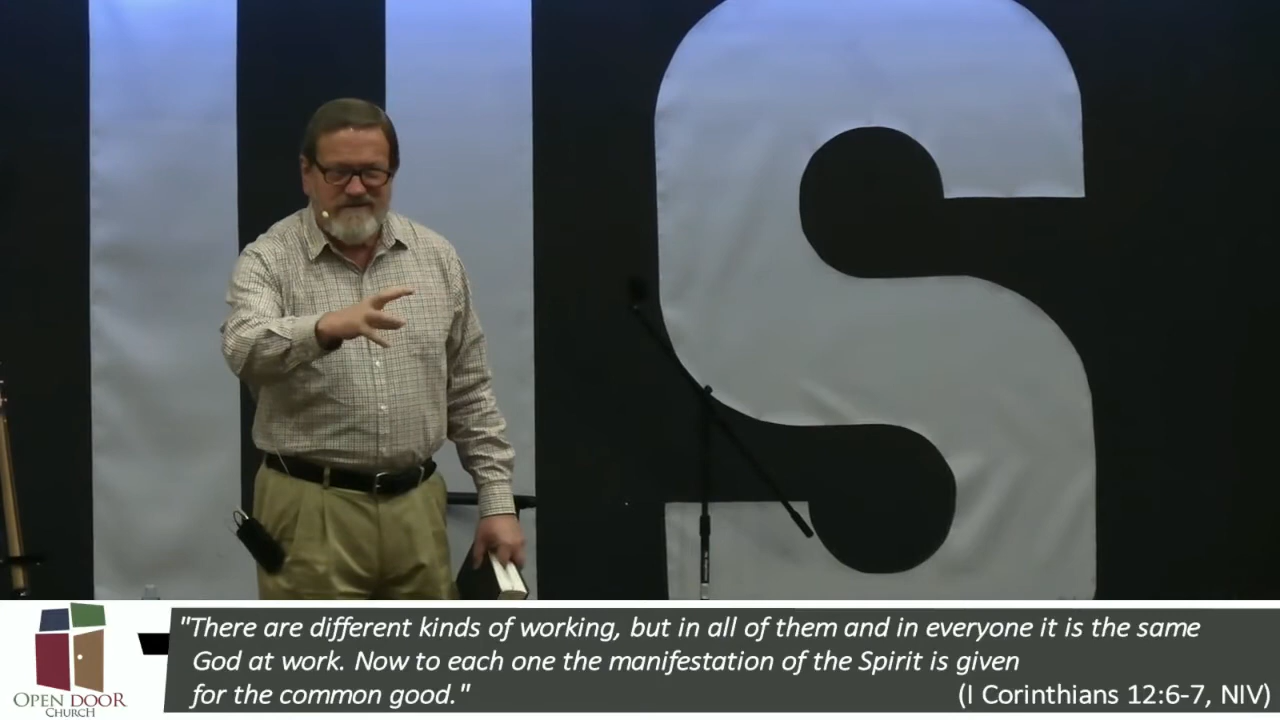 S
"There are different kinds of working, but in all of them and in everyone it is the same
God at work. Now to each one the manifestation of the Spirit is given
for the common good."
(I Corinthians 12:6-7, NIV)
OPEN DOOR
CHURCH